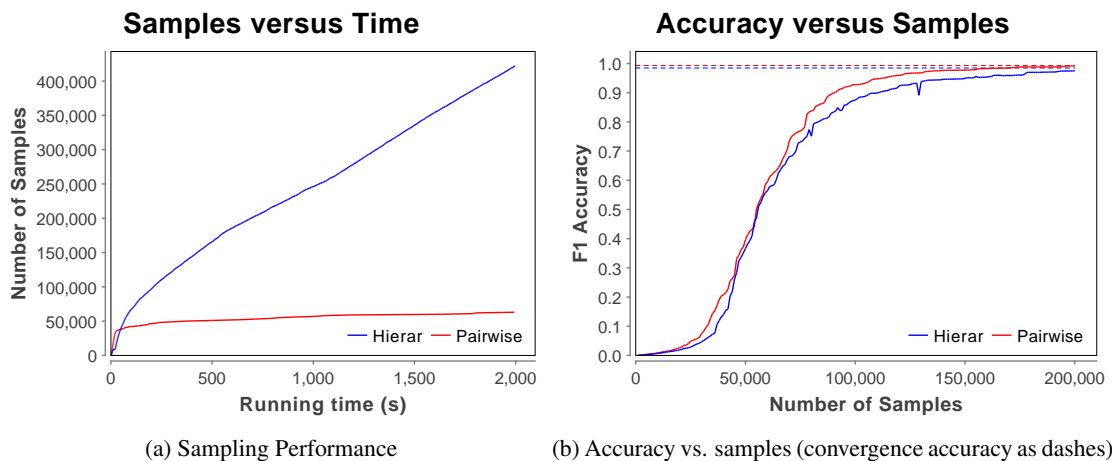 Samples versus Time
Number of Samples
400,000
350,000
300,000
250,000
200,000
150,000
100,000
50,000
0
Hierar Pairwise
0 500 1,000 1,500 2,000
Running time (s)
(a) Sampling Performance
Accuracy versus Samples
F1 Accuracy
1.0
0.9
0.8
0.7
0.6
0.5
0.4
0.3
0.2
0.1
0.0
Hierar Pairwise
0 50,000 100,000 150,000 200,000
Number of Samples
(b) Accuracy vs. samples (convergence accuracy as dashes)